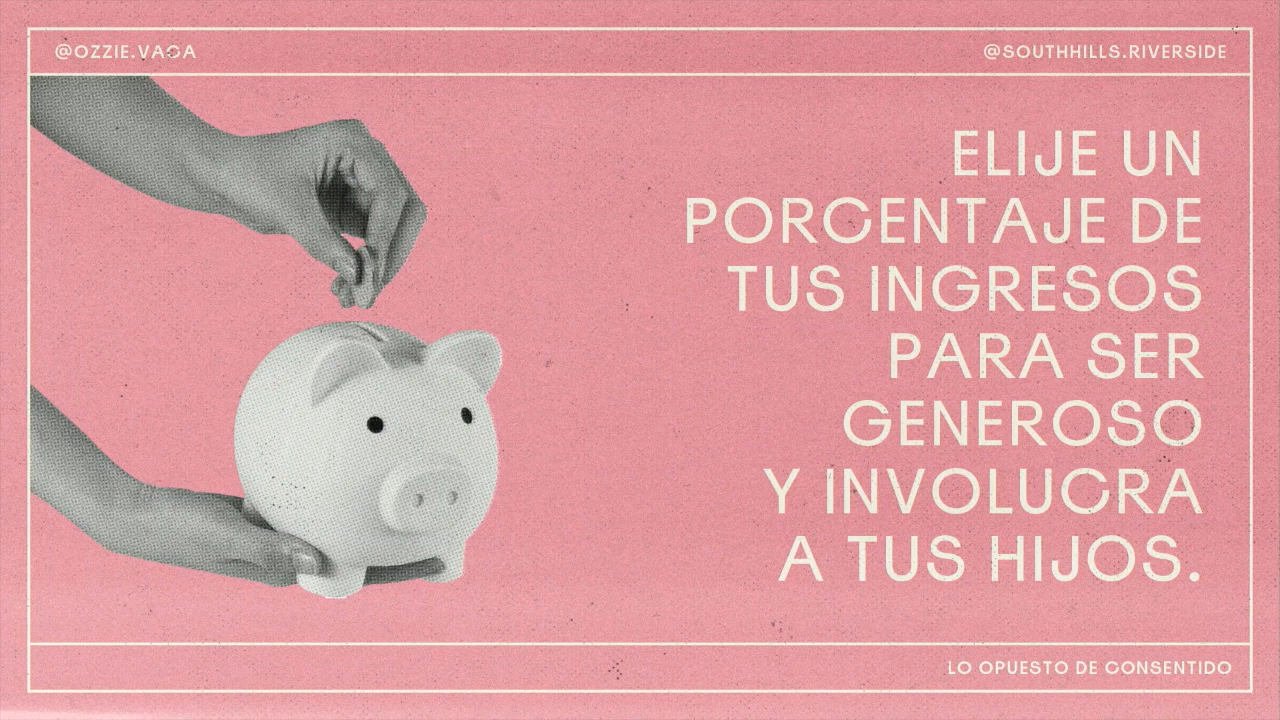 @OZZIE.VACA
@SOUTHHILLS.RIVERSIDE
ELIJE UN
PORCENTAJE DE
TUS INGRESOS
PARA SER
GENEROSO
Y INVOLUCRA
A TUS HIJOS.
LO OPUESTO DE CONSENTIDO